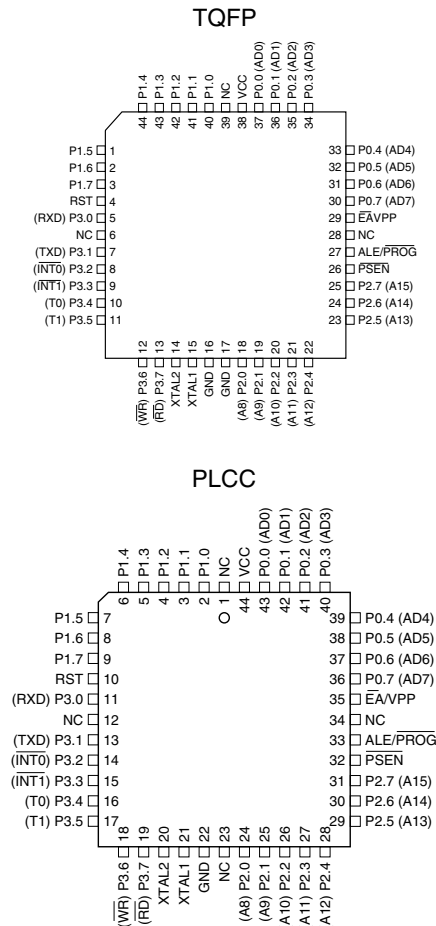 TQFP
P1.4
P1.3
P1.2
P1.1
P1.0
NC
VCC
P0.0 (AD0)
P0.1 (AD1)
P0.2 (AD2)
P0.3 (AD3)
44
43
42
41
40
39
38
37
36
35
34
P1.5 1
P1.6 2
P1.7 3
RST 4
(RXD) P3.0 5
NC 6
(TXD) P3.1 7
(INT0) P3.2 8
(INT1) P3.3 9
(T0) P3.4 10
(T1) P3.5 11
33 P0.4 (AD4)
32 P0.5 (AD5)
31 P0.6 (AD6)
30 P0.7 (AD7)
29 EAVPP
28 NC
27 ALE/PROG
26 PSEN
25 P2.7 (A15)
24 P2.6 (A14)
23 P2.5 (A13)
12
13
14
15
16
17
18
19
20
21
22
(WR) P3.6
(RD) P3.7
XTAL2
XTAL1
GND
GND
(A8) P2.0
(A9) P2.1
(A10) P2.2
(A11) P2.3
(A12) P2.4
PLCC
P1.4
P1.3
P1.2
P1.1
P1.0
NC
VCC
P0.0 (AD0)
P0.1 (AD1)
P0.2 (AD2)
P0.3 (AD3)
6
5
4
3
2
1
44
43
42
41
40
P1.5 7
P1.6 8
P1.7 9
RST 10
(RXD) P3.0 11
NC 12
(TXD) P3.1 13
(INT0) P3.2 14
(INT1) P3.3 15
(T0) P3.4 16
(T1) P3.5 17
39 P0.4 (AD4)
38 P0.5 (AD5)
37 P0.6 (AD6)
36 P0.7 (AD7)
35 EA/VPP
34 NC
33 ALE/PROG
32 PSEN
31 P2.7 (A15)
30 P2.6 (A14)
29 P2.5 (A13)
18
19
20
21
22
23
24
25
26
27
28
(WR) P3.6
(RD) P3.7
XTAL2
XTAL1
GND
NC
(A8) P2.0
(A9) P2.1
A10) P2.2
A11) P2.3
A12) P2.4